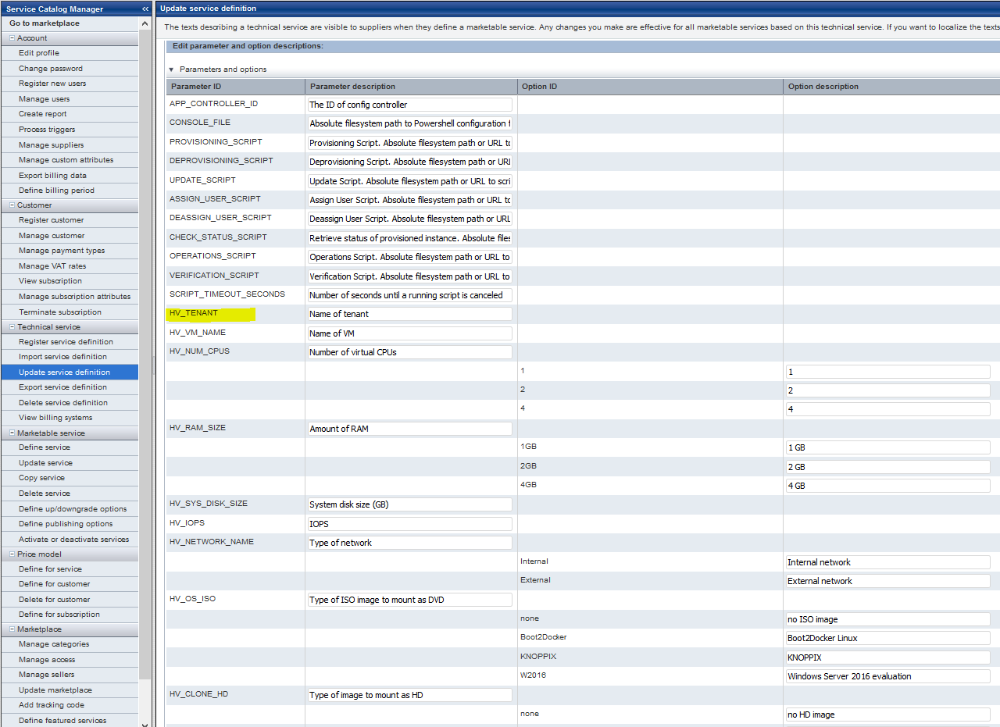 Service Catalog Manager «
Go to marketplace
Account
Edit profile
Change password
Register new users
Manage users
Create report
Process triggers
Manage suppliers
Manage custom attributes
Export billing data
Define billing period
Customer
Register customer
Manage customer
Manage payment types
Manage VAT rates
View subscription
Manage subscription attributes
Terminate subscription
Technical service
Register service definition
Import service definition
Update service definition
Export service definition
Delete service definition
View billing systems
Marketable service
Define service
Update service
Copy service
Delete service
Define up/downgrade options
Define publishing options
Activate or deactivate services
Price model
Define for service
Define for customer
Delete for customer
Define for subscription
Marketplace
Manage categories
Manage access
Manage sellers
Update marketplace
Add tracking code
Define featured services
Update service definition
The texts describing a technical service are visible to suppliers when they define a marketable service. Any changes you make are effective for all marketable services based on this technical service. If you want to localize the texts
Edit parameter and option descriptions:
Parameters and options
Parameter ID Parameter description Option ID Option description
APP_CONTROLLER_ID The ID of config controller
CONSOLE_FILE Absolute filesystem path to Powershell configuration f
PROVISIONING_SCRIPT Provisioning Script. Absolute filesystem path or URL to
DEPROVISIONING_SCRIPT Deprovisioning Script. Absolute filesystem path or URL
UPDATE_SCRIPT Update Script. Absolute filesystem path or URL to scri
ASSIGN_USER_SCRIPT Assign User Script. Absolute filesystem path or URL to
DEASSIGN_USER_SCRIPT Deassign User Script. Absolute filesystem path or URL
CHECK_STATUS_SCRIPT Retrieve status of provisioned instance. Absolute files
OPERATIONS_SCRIPT Operations Script. Absolute filesystem path or URL to
VERIFICATION_SCRIPT Verification Script. Absolute filesystem path or URL to
SCRIPT_TIMEOUT_SECONDS Number of seconds until a running script is canceled
HV_TENANT Name of tenant
HV_VM_NAME Name of VM
HV_NUM_CPUS Number of virtual CPUs
1 1
2 2
4 4
HV_RAM_SIZE Amount of RAM
1GB 1 GB
2GB 2 GB
4GB 4 GB
HV_SYS_DISK_SIZE System disk size (GB)
HV_IOPS IOPS
HV_NETWORK_NAME Type of network
Internal Internal network
External External network
HV_OS_ISO Type of ISO image to mount as DVD
none no ISO image
Boot2Docker Boot2Docker Linux
KNOPPIX KNOPPIX
W2016 Windows Server 2016 evaluation
HV_CLONE_HD Type of image to mount as HD
none no HD image